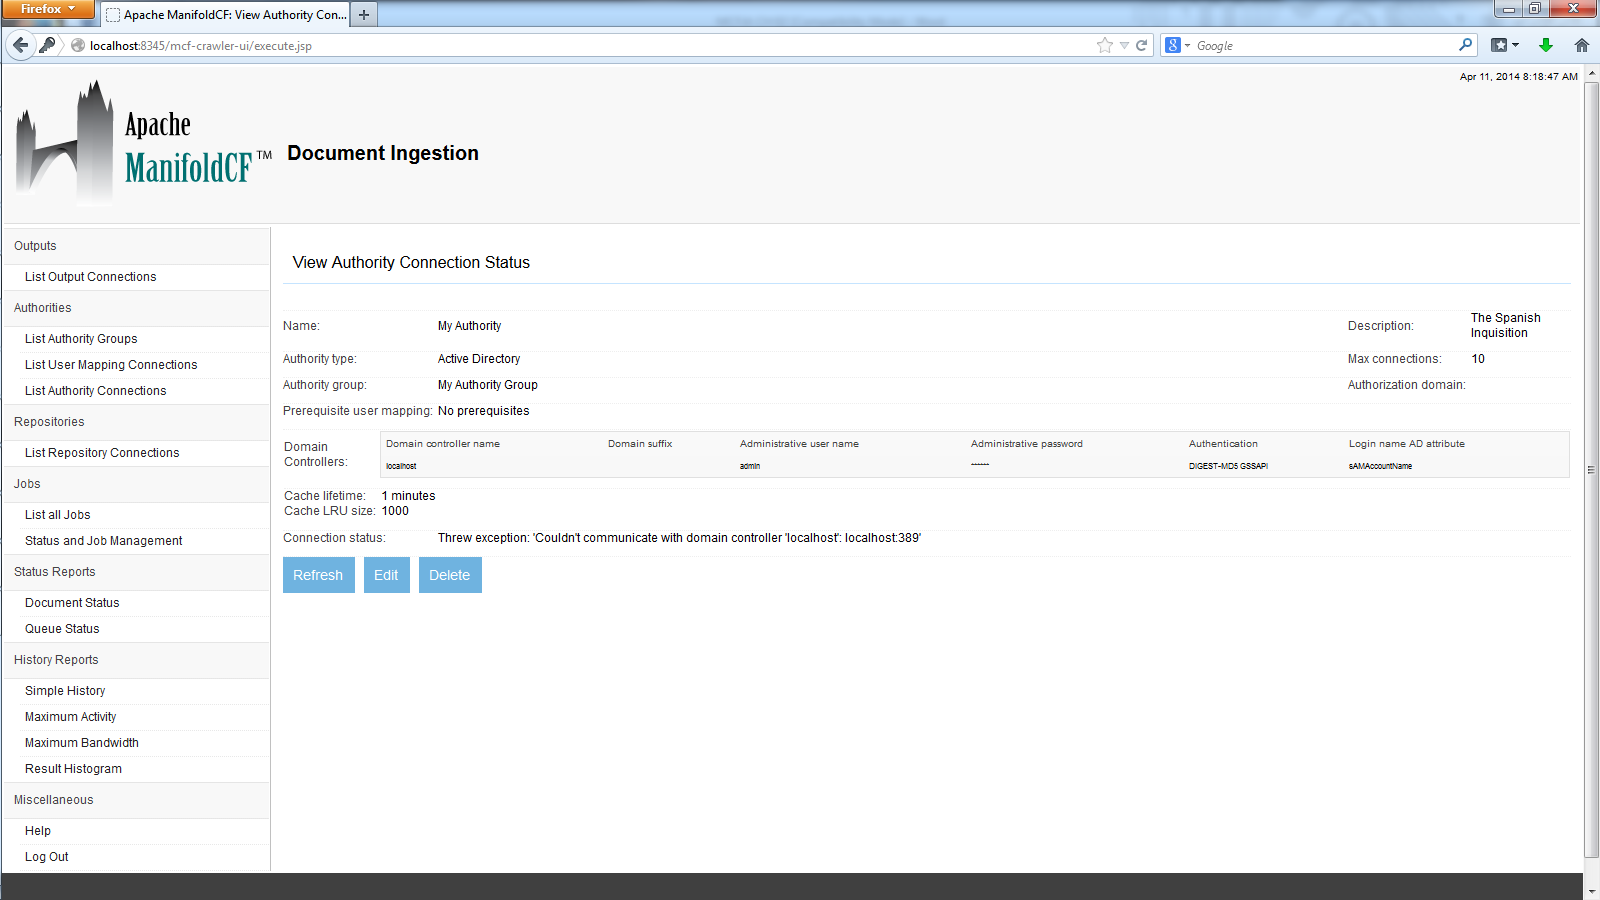 Firefox
Apache ManifoldCF: View Authority Con...
localhost:8345/mcf-crawler-ui/execute.jsp
Google
Apr 11, 2014 8:18:47 AM
Apache
ManifoldCF™
Document Ingestion
Outputs
List Output Connections
Authorities
List Authority Groups
List User Mapping Connections
List Authority Connections
Repositories
List Repository Connections
Jobs
List all Jobs
Status and Job Management
Status Reports
Document Status
Queue Status
History Reports
Simple History
Maximum Activity
Maximum Bandwidth
Result Histogram
Miscellaneous
Help
Log Out
View Authority Connection Status
Name: My Authority Description: The Spanish
Inquisition
Authority type: Active Directory Max connections: 10
Authority group: My Authority Group Authorization domain:
Prerequisite user mapping: No prerequisites
Domain
Controllers:
Domain controller name Domain suffix Administrative user name Administrative password Authentication Login name AD attribute
localhost admin ****** DIGEST-MD5 GSSAPI sAMAccountName
Cache lifetime: 1 minutes
Cache LRU size: 1000
Connection status: Threw exception: 'Couldn't communicate with domain controller 'localhost': localhost:389'
Refresh Edit Delete